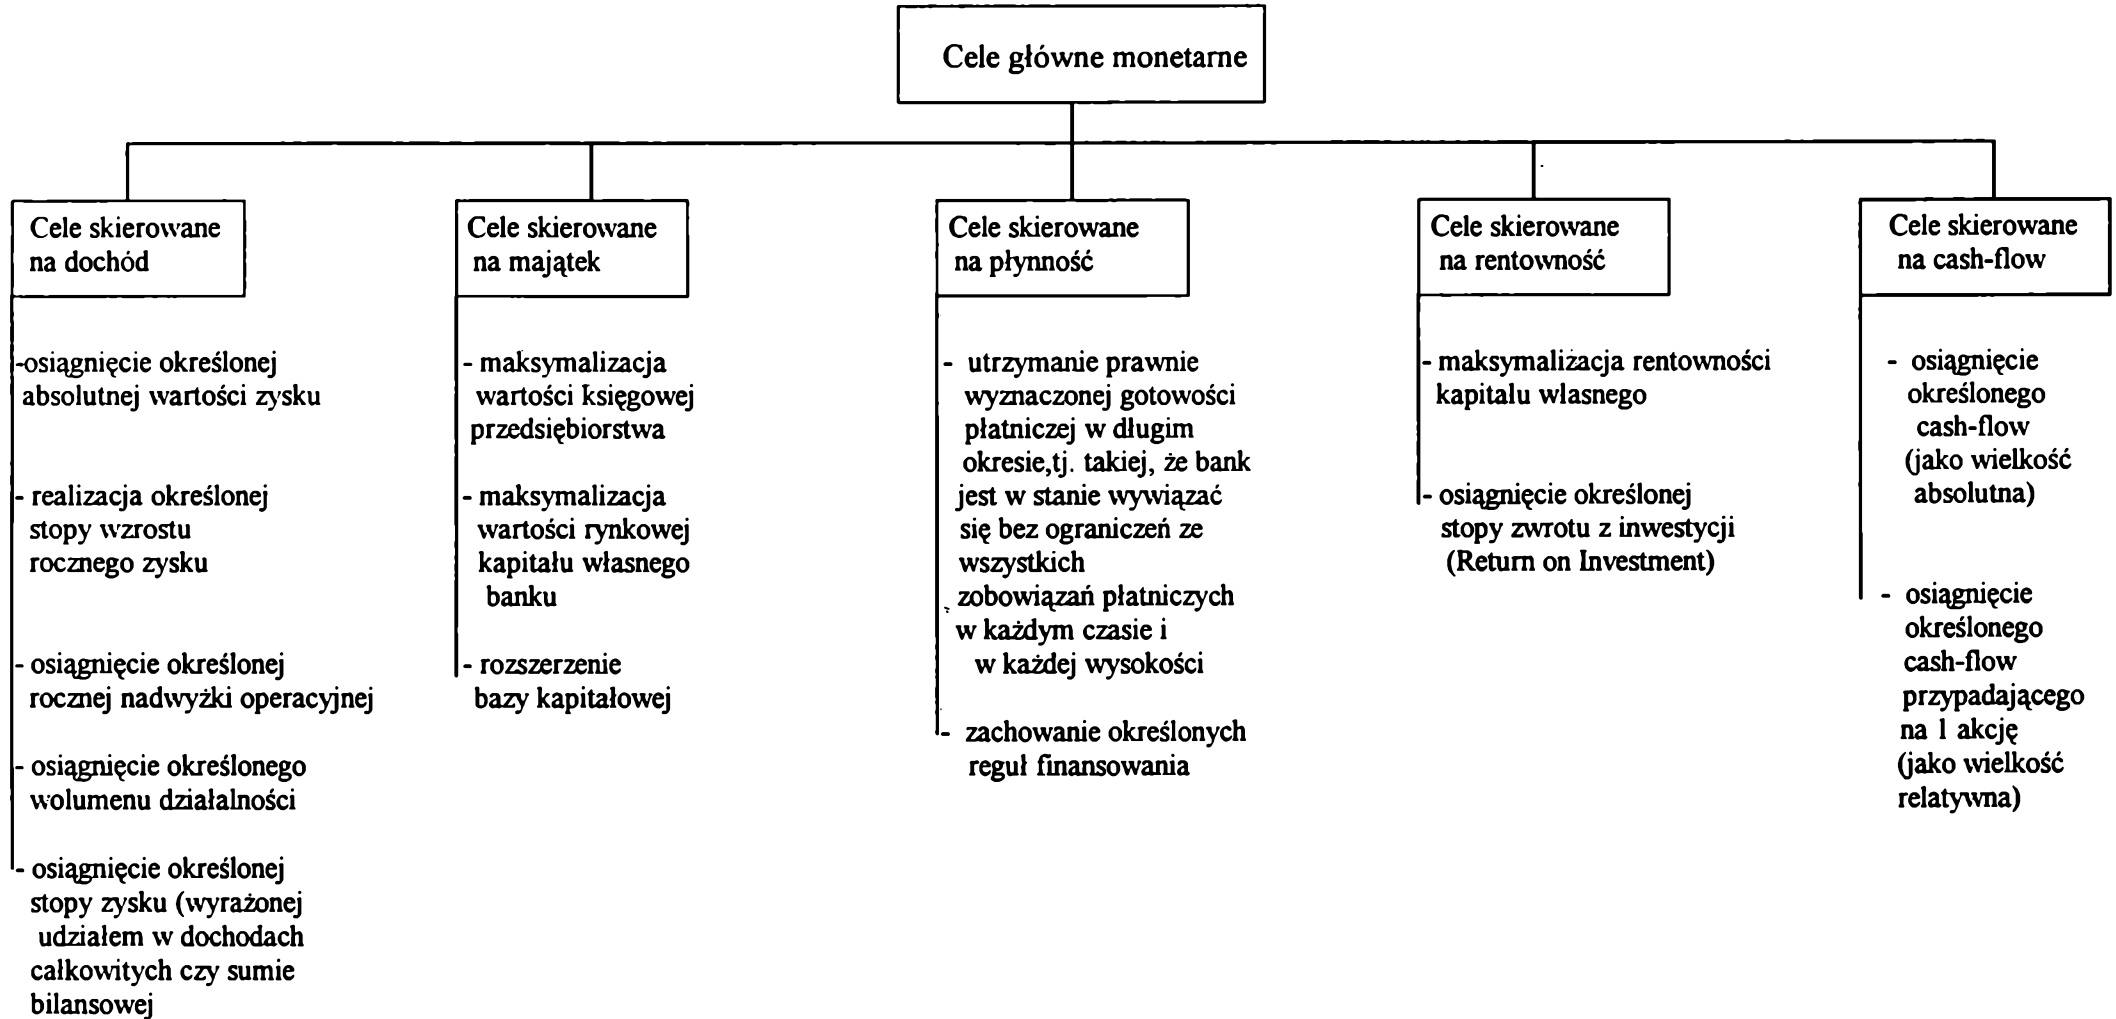 Cele główne monetarne
Cele skierowane
na dochód
-osiągnięcie określonej
absolutnej wartości zysku
- realizacja określonej
stopy wzrostu
rocznego zysku
- osiągnięcie określonej
rocznej nadwyżki operacyjnej
- osiągnięcie określonego
wolumenu działalności
- osiągnięcie określonej
stopy zysku (wyrażonej
udziałem w dochodach
całkowitych czy sumie
bilansowej
Cele skierowane
na majątek
- maksymalizacja
wartości księgowej
przedsiębiorstwa
- maksymalizacja
wartości rynkowej
kapitału własnego
banku
- rozszerzenie
bazy kapitałowej
Cele skierowane
na płynność
- utrzymanie prawnie
wyznaczonej gotowości
płatniczej w długim
okresie,tj. takiej, że bank
jest w stanie wywiązać
się bez ograniczeń ze
wszystkich
zobowiązań płatniczych
w każdym czasie i
w każdej wysokości
- zachowanie określonych
reguł finansowania
Cele skierowane
na rentowność
- maksymalizacja rentowności
kapitału własnego
- osiągnięcie określonej
stopy zwrotu z inwestycji
(Return on Investment)
Cele skierowane
na cash-flow
- osiągnięcie
określonego
cash-flow
(jako wielkość
absolutna)
- osiągnięcie
określonego
cash-flow
przypadającego
na 1 akcję
(jako wielkość
relatywna)